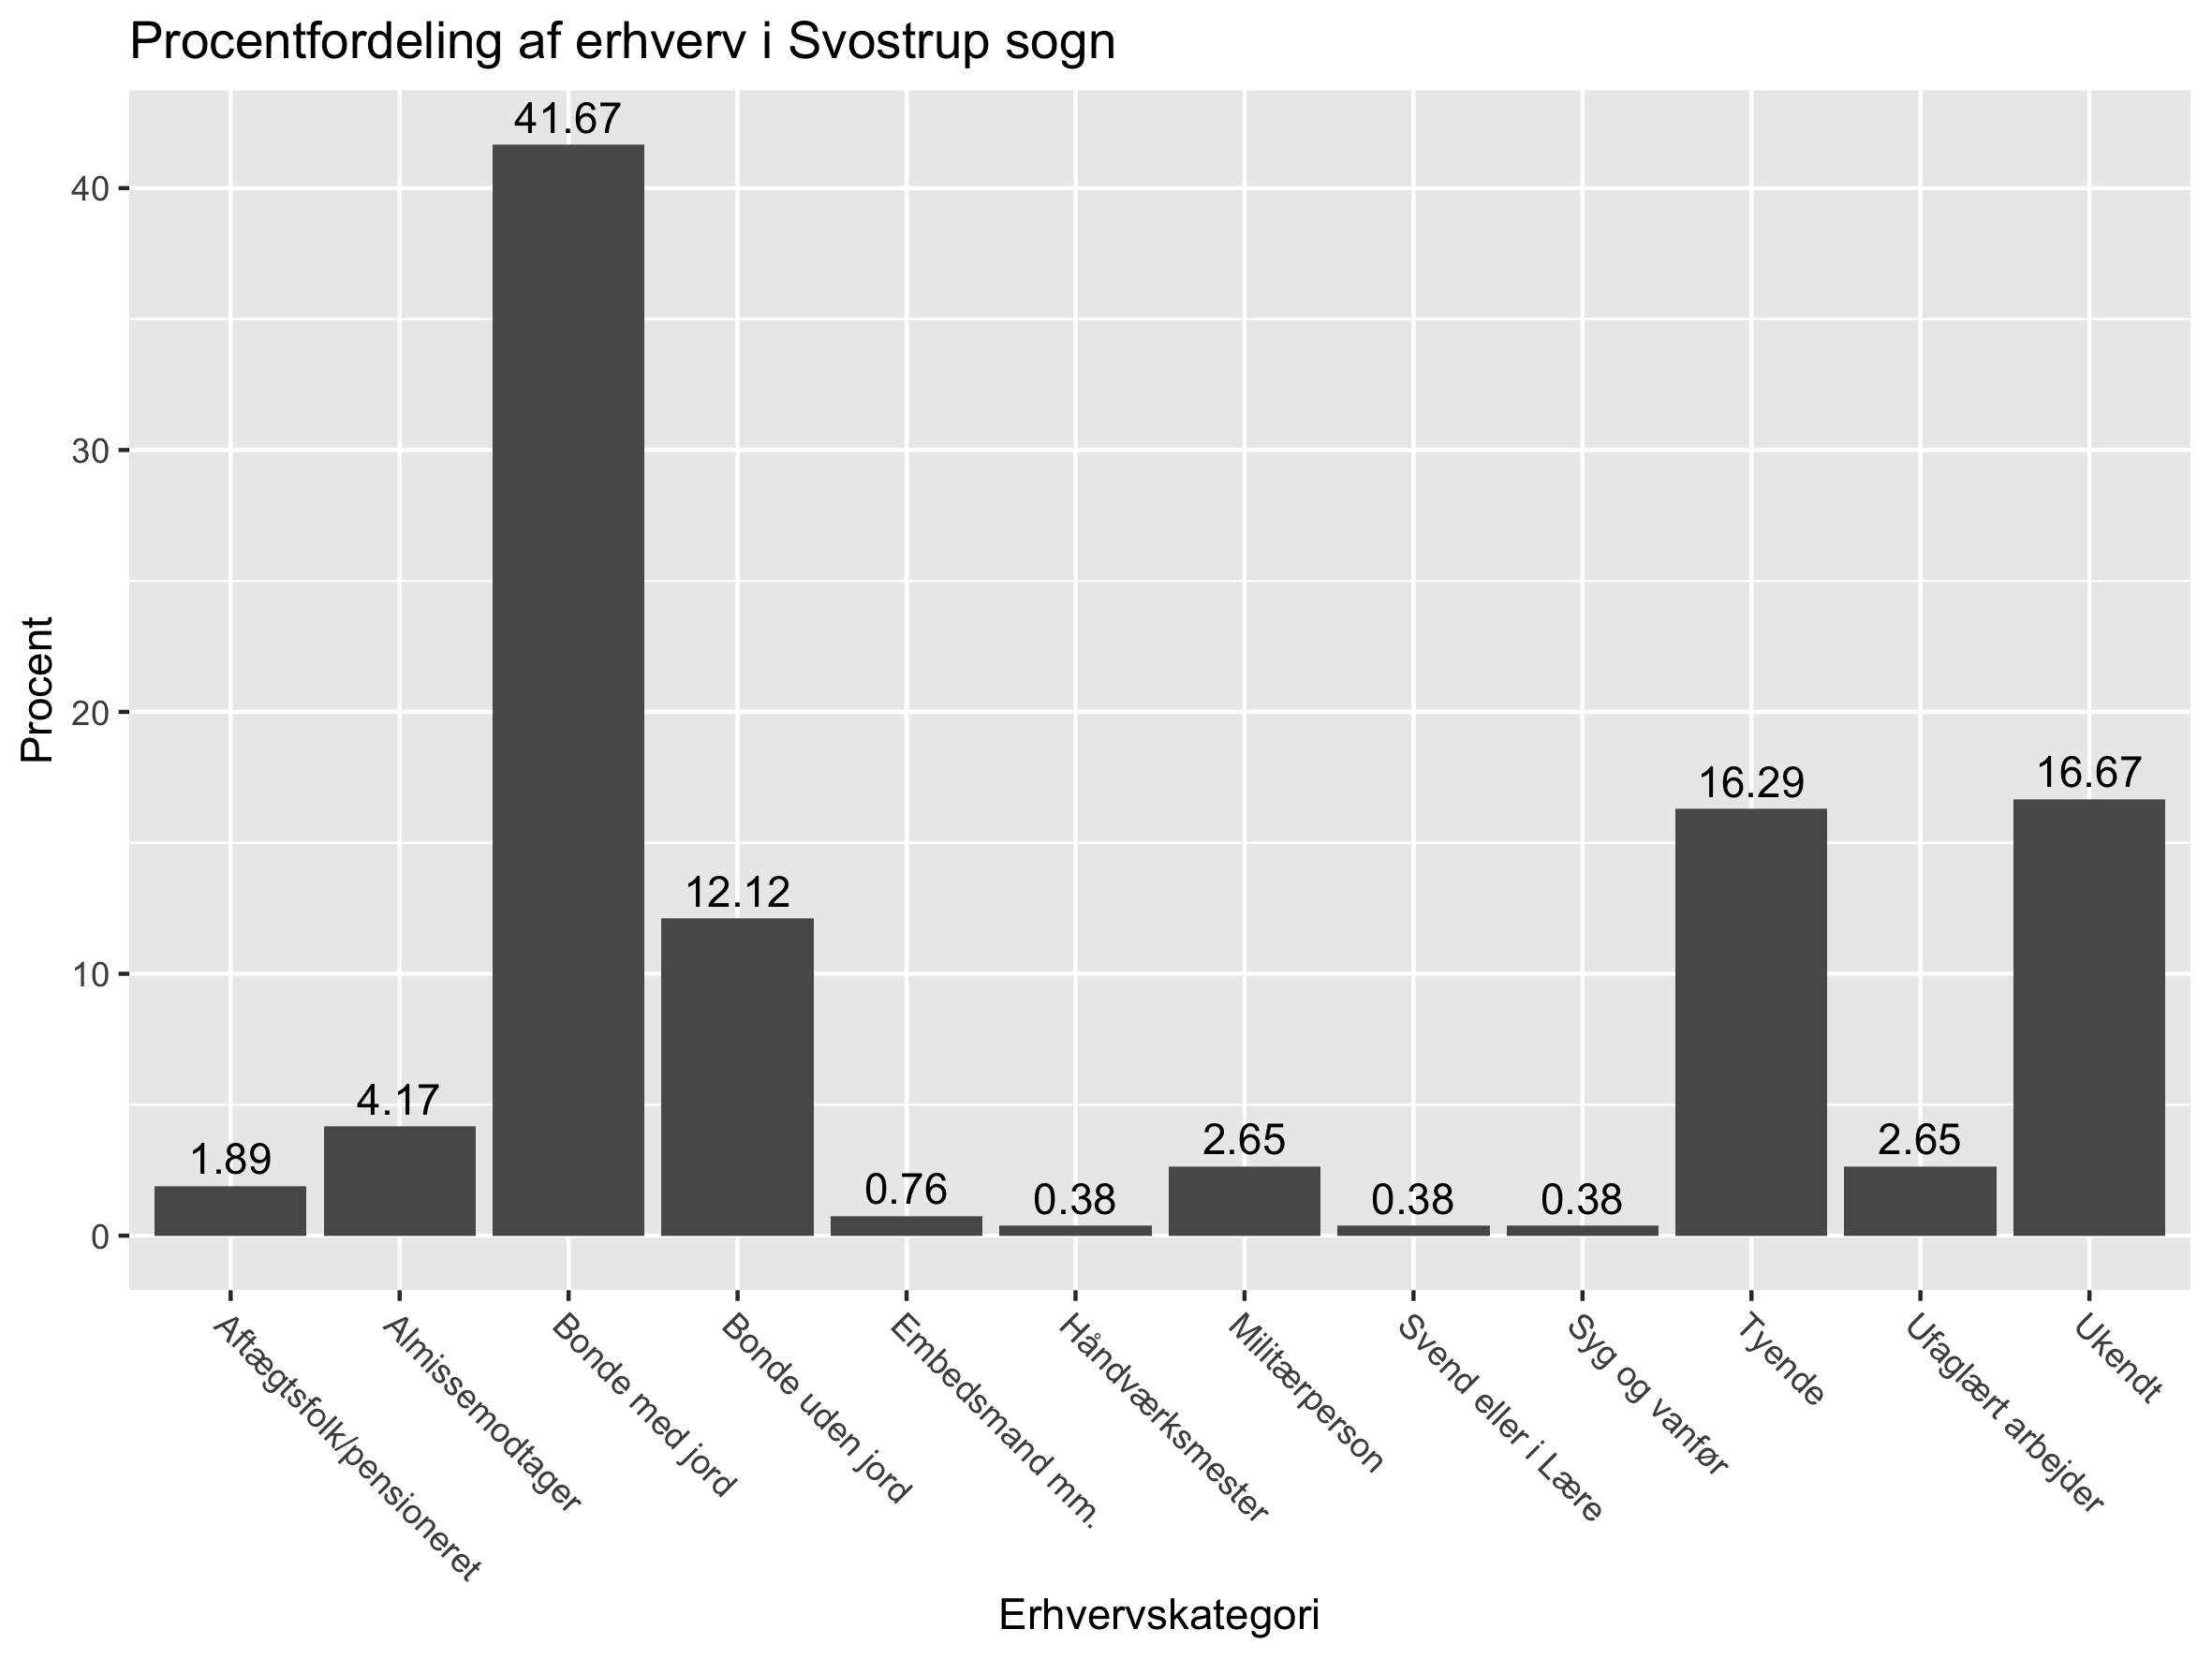 Procentfordeling af erhverv i Svostrup sogn
Procent
40
30
20
10
0
1.89
4.17
41.67
12.12
0.76
0.38
2.65
0.38
0.38
16.29
2.65
16.67
Aftægtsfolk/pensioneret
Almissemodtager
Bonde med jord
Bonde uden jord
Embedsmand mm.
Håndværksmester
Militærperson
Svend eller i Lære
Syg og vanfør
Tyende
Ufaglært arbejder
Ukendt
Erhvervskategori